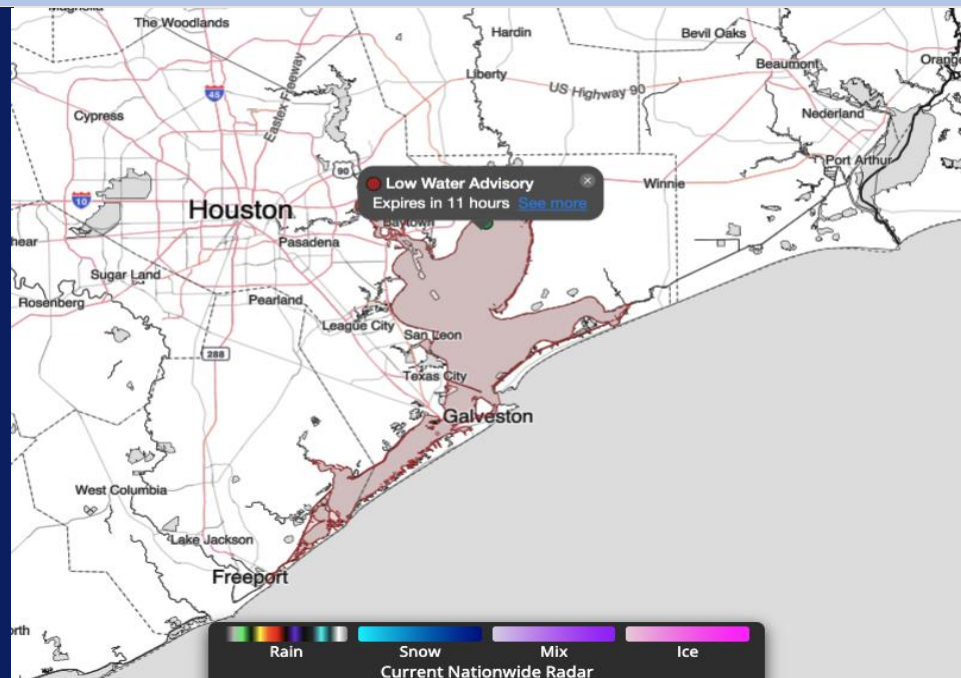 Magnolia
The Woodlands
Hardin
Bevil Oaks
45
Liberty
Beaumont
Orange
Cypress
Eastex Freeway
US Highway 90
Nederland
90
Low Water Advisory
Expires in 11 hours See more
Port Arthur
Winnie
10
Houston
Baytown
Pasadena
Sugar Land
Rosenberg
Pearland
League City
San Leon
288
Texas City
Galveston
West Columbia
Lake Jackson
Freeport
Rain
Snow
Mix
Ice
Current Nationwide Radar